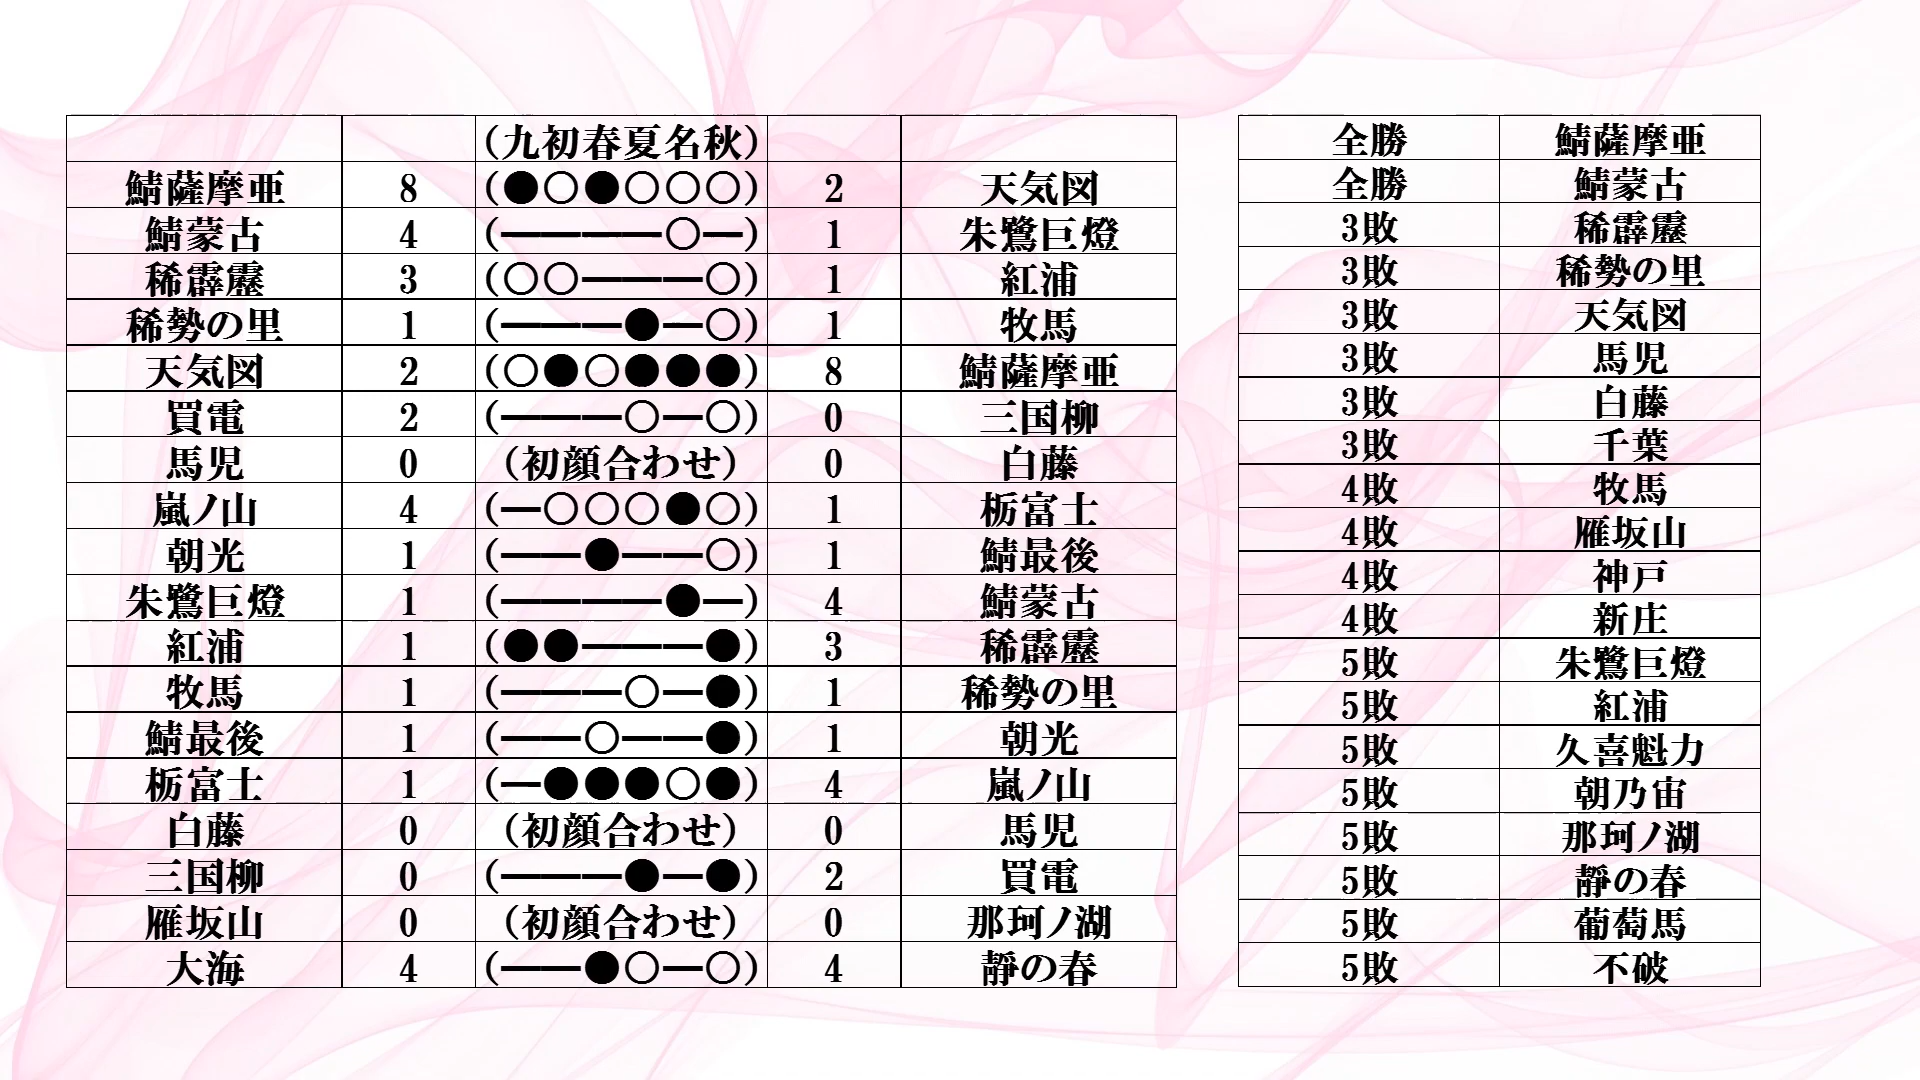 （九初春夏名秋）
鯖薩摩亜 8 （●○●○○○） 2 天気図
鯖蒙古 4 （――――○―） 1 朱鷺巨燈
稀霹靂 3 （○○―――○） 1 紅浦
稀勢の里 1 （―――●―○） 1 牧馬
天気図 2 （○●○●●●） 8 鯖薩摩亜
買電 2 （―――○―○） 0 三国柳
馬児 0 （初顔合わせ） 0 白藤
嵐ノ山 4 （―○○○●○） 1 栃富士
朝光 1 （――●――○） 1 鯖最後
朱鷺巨燈 1 （――――●―） 4 鯖蒙古
紅浦 1 （●●―――●） 3 稀霹靂
牧馬 1 （―――○―●） 1 稀勢の里
鯖最後 1 （――○――●） 1 朝光
栃富士 1 （―●●●○●） 4 嵐ノ山
白藤 0 （初顔合わせ） 0 馬児
三国柳 0 （―――●―●） 2 買電
雁坂山 0 （初顔合わせ） 0 那珂ノ湖
大海 4 （――●○―○） 4 靜の春
全勝 鯖薩摩亜
全勝 鯖蒙古
3敗 稀霹靂
3敗 稀勢の里
3敗 天気図
3敗 馬児
3敗 白藤
3敗 千葉
4敗 牧馬
4敗 雁坂山
4敗 神戸
4敗 新庄
5敗 朱鷺巨燈
5敗 紅浦
5敗 久喜魁力
5敗 朝乃宙
5敗 那珂ノ湖
5敗 靜の春
5敗 葡萄馬
5敗 不破